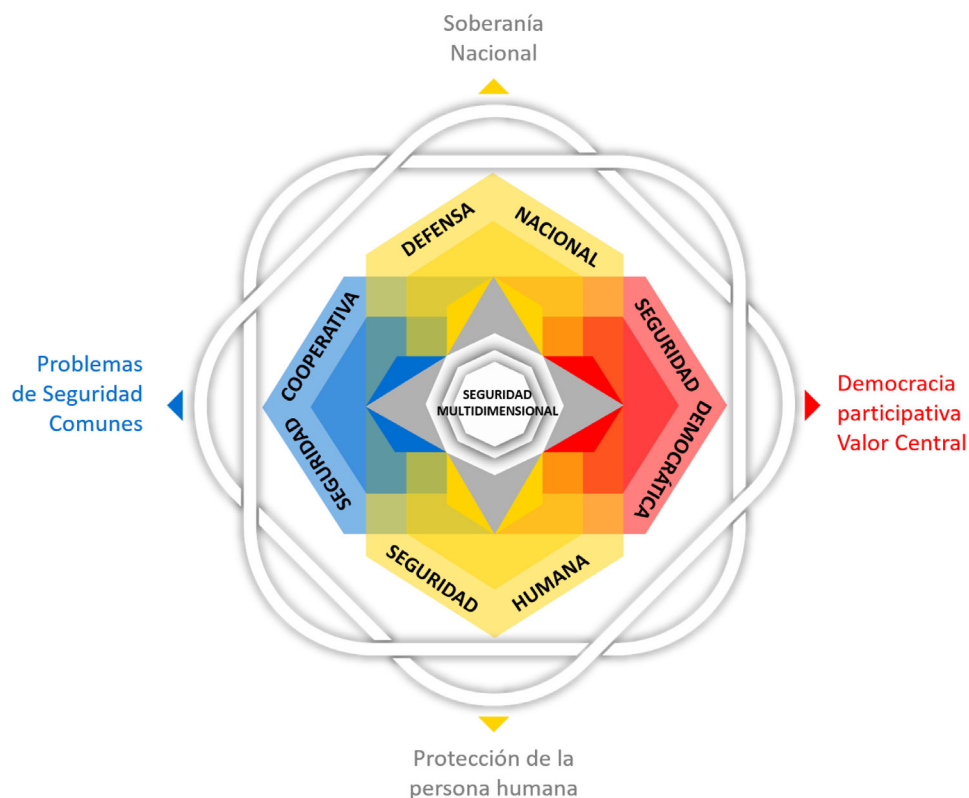 Soberanía
Nacional
DEFENSA
NACIONAL
SEGURIDAD COOPERATIVA
SEGURIDAD DEMOCRÁTICA
Problemas
de Seguridad
Comunes
SEGURIDAD
MULTIDIMENSIONAL
Democracia
participativa
Valor Central
SEGURIDAD
HUMANA
Protección de la
persona humana